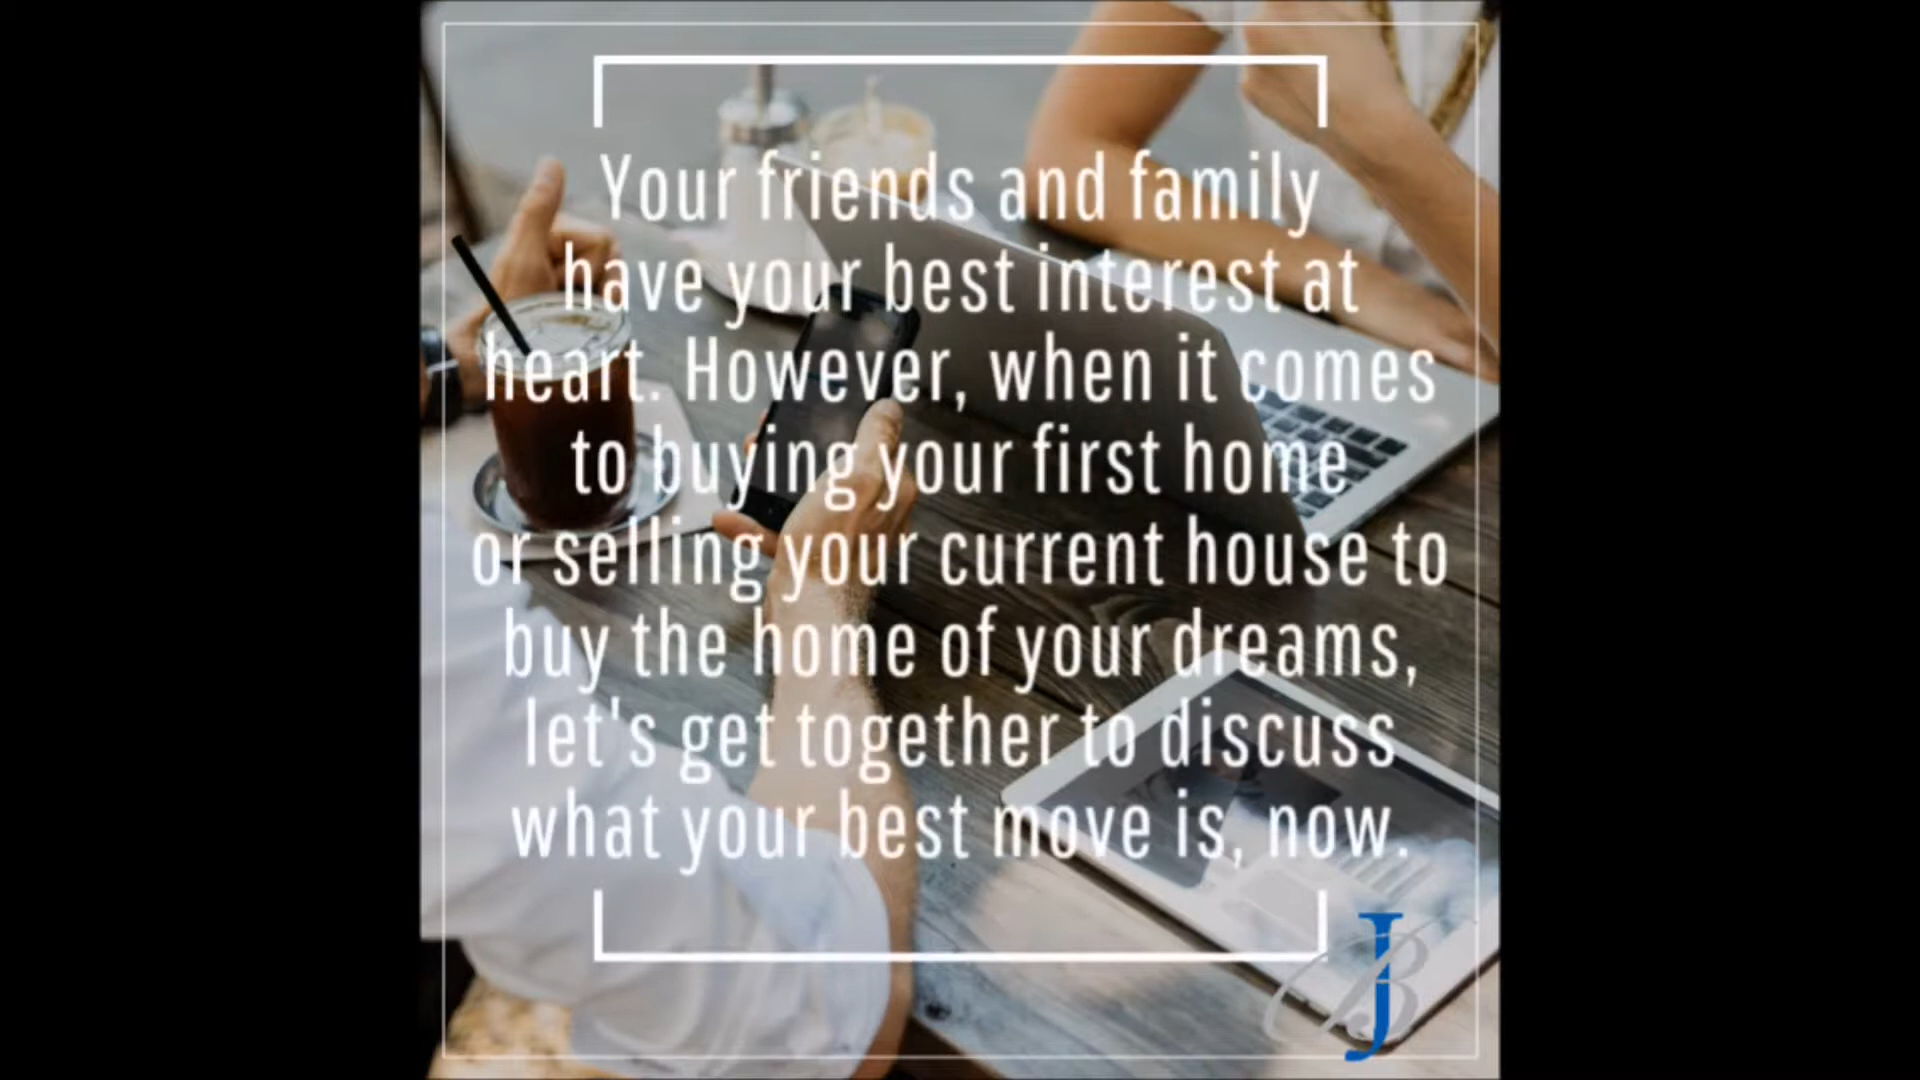 Your friends and family
have your best interest at
heart. However, when it comes
to buying your first home
or selling your current house to
buy the home of your dreams,
let's get together to discuss
what your best move is, now.
JB